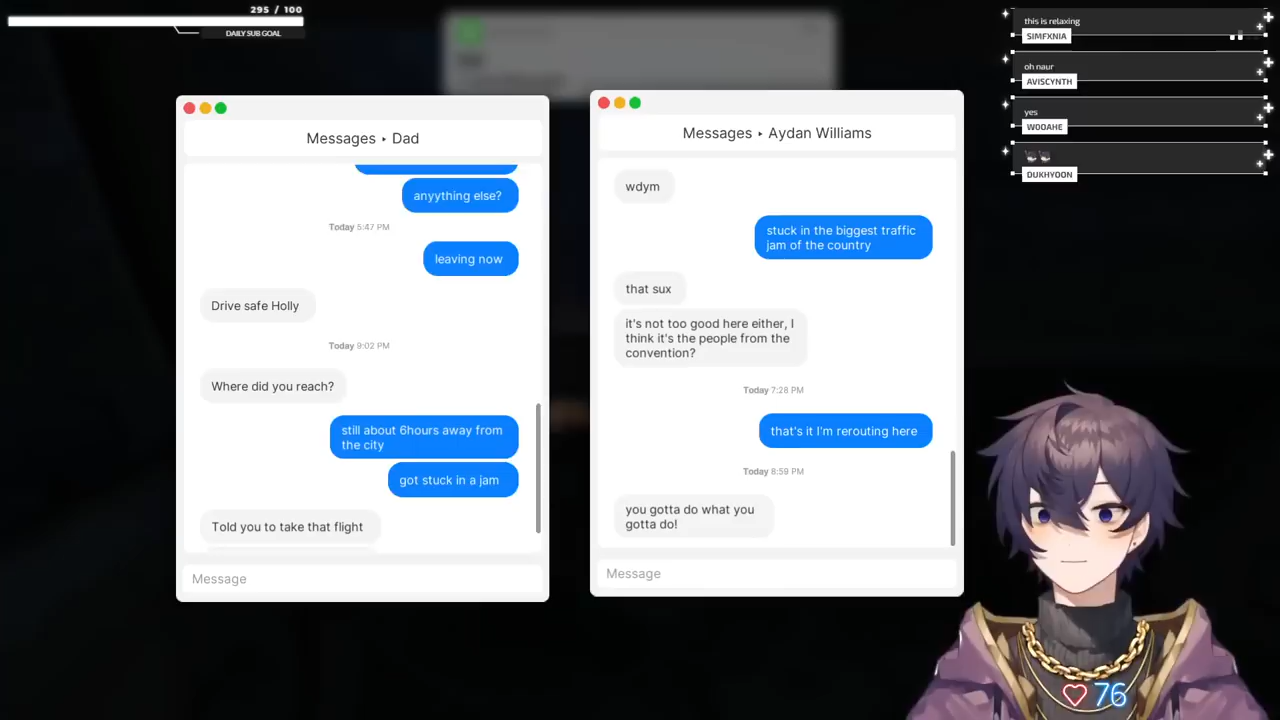 295 / 100
DAILY SUB GOAL
Messages ‣ Dad
anyything else?
Today 5:47 PM
leaving now
Drive safe Holly
Today 9:02 PM
Where did you reach?
still about 6hours away from
the city
got stuck in a jam
Told you to take that flight
Message
Messages ‣ Aydan Williams
wdym
stuck in the biggest traffic
jam of the country
that sux
it's not too good here either, I
think it's the people from the
convention?
Today 7:28 PM
that's it I'm rerouting here
Today 8:59 PM
you gotta do what you
gotta do!
Message
this is relaxing
SIMFXNIA
oh naur
AVISCYNTH
yes
WOOAHE
DUKHYOON
76